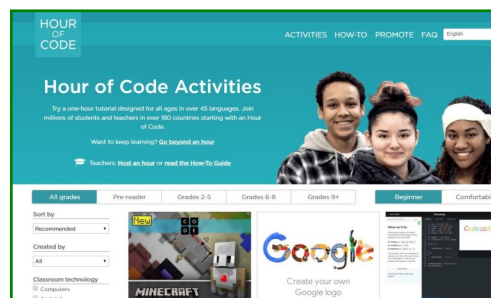 HOUR
OF
CODE
ACTIVITIES HOW-TO PROMOTE FAQ English
Hour of Code Activities
Try a one-hour tutorial designed for all ages in over 45 languages. Join
millions of students and teachers in over 180 countries starting with an Hour
of Code.
Want to keep learning? Go beyond an hour
Teachers: Host an hour or read the How-To Guide
All grades Pre-reader Grades 2-5 Grades 6-8 Grades 9+ Beginner Comfortabl
Sort by
Recommended
Created by
All
Classroom technology
Computers
New
C O
D E
MINECRAFT
Google
Create your own
Google logo
Codecad